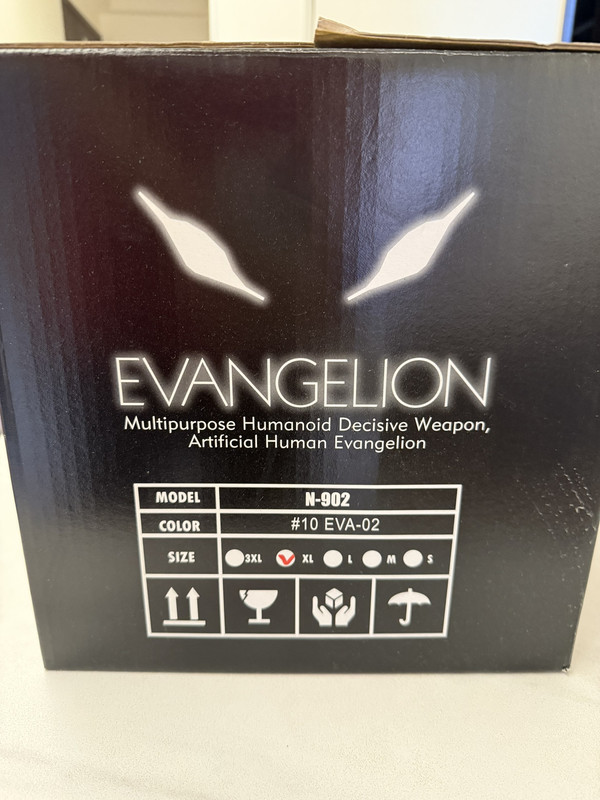 EVANGELION
Multipurpose Humanoid Decisive Weapon,
Artificial Human Evangelion
MODEL N-902
COLOR #10 EVA-02
SIZE 3XL XL L M S